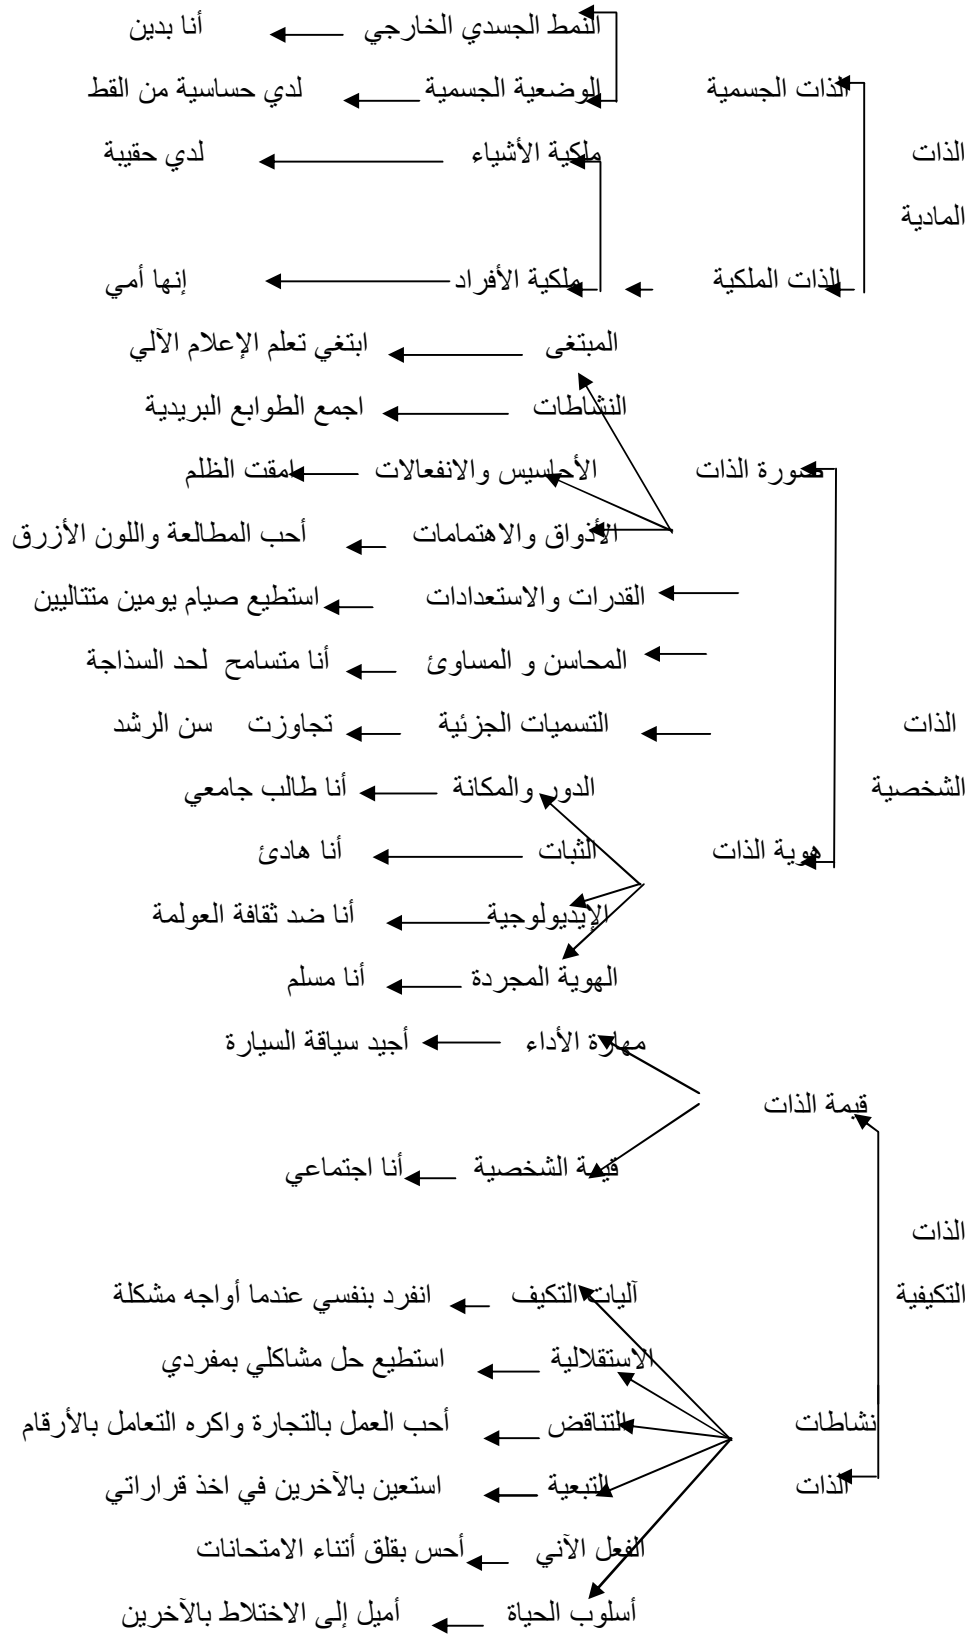 النمط الجسدي الخارجي أنا بدين
الذات الجسمية الوضعية الجسمية لدي حساسية من القط
الذات ملكية الأشياء لدي حقيبة
المادية
الذات الملكية ملكية الأفراد إنها أمي
المبتغى ابتغي تعلم الإعلام الآلي
النشاطات اجمع الطوابع البريدية
صورة الذات الأحاسيس والانفعالات امقت الظلم
الأذواق والاهتمامات أحب المطالعة واللون الأزرق
القدرات والاستعدادات استطيع صيام يومين متتاليين
المحاسن و المساوئ أنا متسامح لحد السذاجة
الذات التسميات الجزئية تجاوزت سن الرشد
الشخصية الدور والمكانة أنا طالب جامعي
هوية الذات الثبات أنا هادئ
الإيديولوجية أنا ضد ثقافة العولمة
الهوية المجردة أنا مسلم
مهارة الأداء أجيد سياقة السيارة
قيمة الذات
قيمة الشخصية أنا اجتماعي
الذات
التكيفية آليات التكيف انفرد بنفسي عندما أواجه مشكلة
الاستقلالية استطيع حل مشاكلي بمفردي
نشاطات التناقض أحب العمل بالتجارة واكره التعامل بالأرقام
الذات التبعية استعين بالآخرين في اخذ قراراتي
الفعل الآني أحس بقلق أثناء الامتحانات
أسلوب الحياة أميل إلى الاختلاط بالآخرين